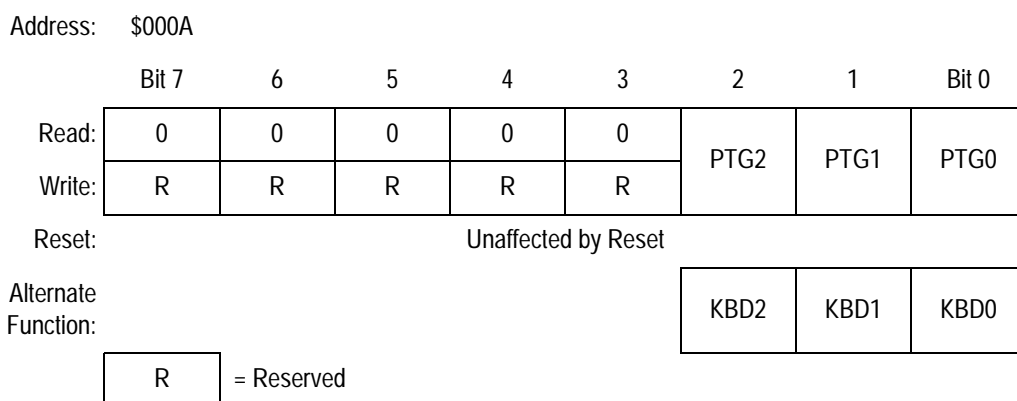 Address: $000A
Bit 7 6 5 4 3 2 1 Bit 0
Read: 0 0 0 0 0 PTG2 PTG1 PTG0
Write: R R R R R
Reset: Unaffected by Reset
Alternate
Function: KBD2 KBD1 KBD0
R = Reserved